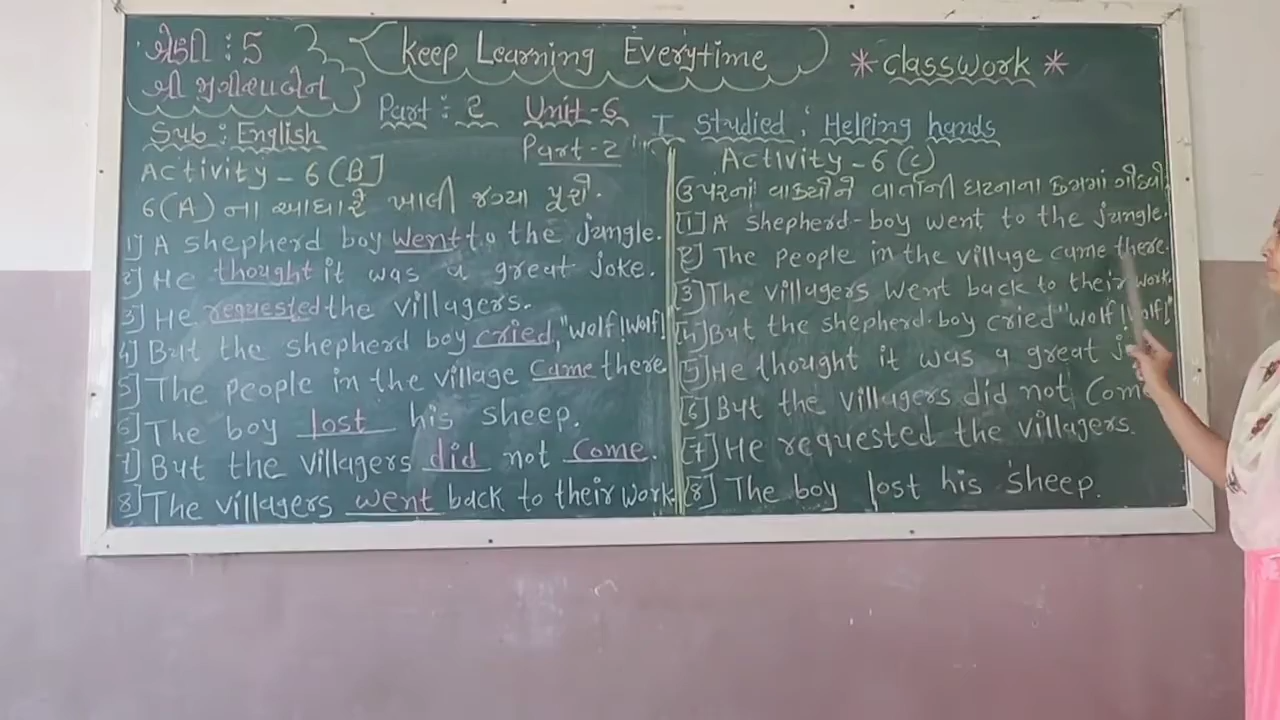 શ્રેણી : 5
Keep Learning Everytime
* Classwork *
Part : 2 Unit-6
I Studied, Helping hands
Sub : English
Part-2
Activity - 6 (B]
6 (A) ના આધારે ખાલી જગ્યા પૂરો.
1] A shepherd boy went to the jungle.
2] He thought it was a great joke.
3] He requested the villagers.
4] But the shepherd boy cried, "wolf! wolf!
5] The people in the village Came there
6] The boy lost his sheep.
7] But the villagers did not Come.
8] The villagers went back to their work
Activity - 6 (C)
ઉપરનાં વાક્યોને વાર્તાની ઘટનાના ક્રમમાં ગોઠવો
[1] A shepherd-boy went to the jungle.
2] The people in the village came there.
[3] The villagers went back to their work.
[4] But the shepherd-boy cried "wolf! wolf!"
[5] He thought it was a great
[6] But the villagers did not Come
[7] He requested the villagers.
[8] The boy lost his sheep.